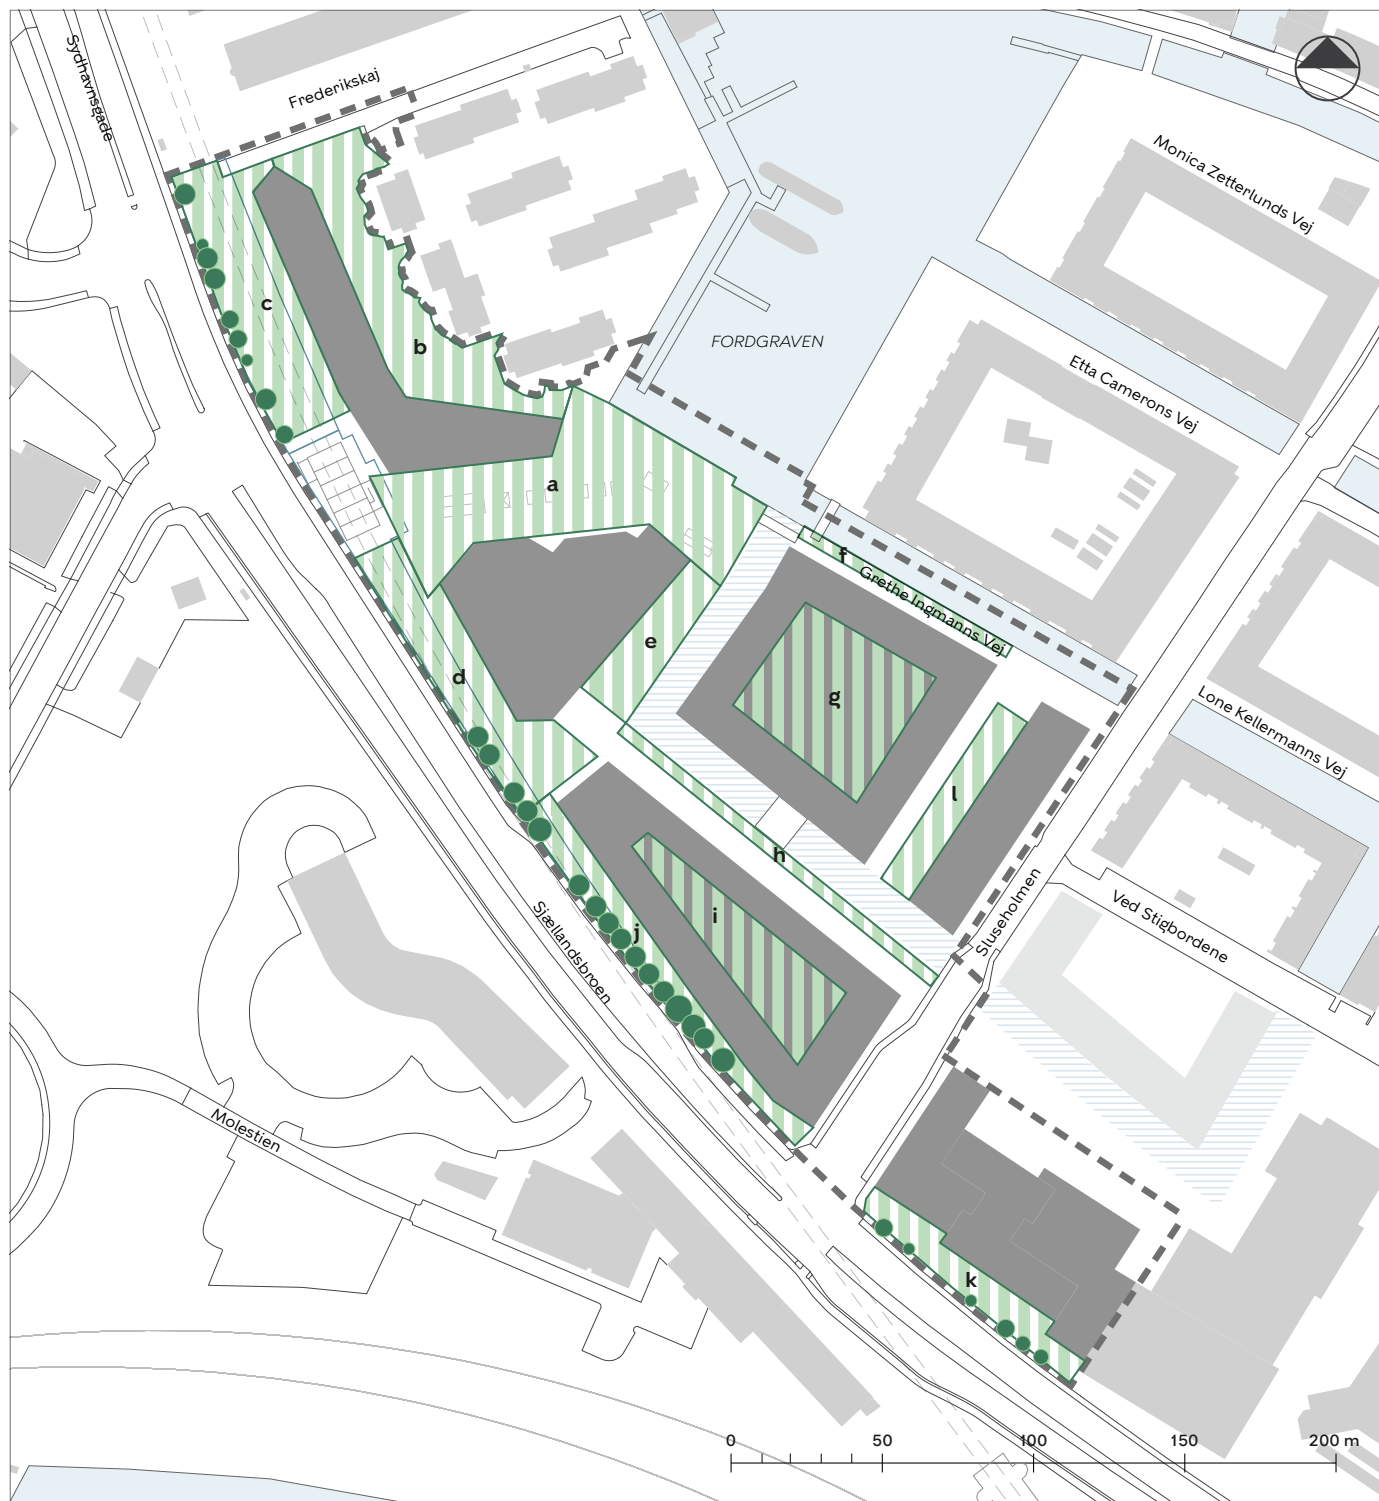 Sydhavnsgade
Frederikskaj
Monica Zetterlunds Vej
c
b
FORDGRAVEN
Etta Camerons Vej
a
f
Grethe Ingmanns Vej
e
d
g
Lone Kellermanns Vej
l
h
i
j
Sluseholmen
Ved Stigbordene
Sjællandsbroen
Molestien
k
0 50 100 150 200 m